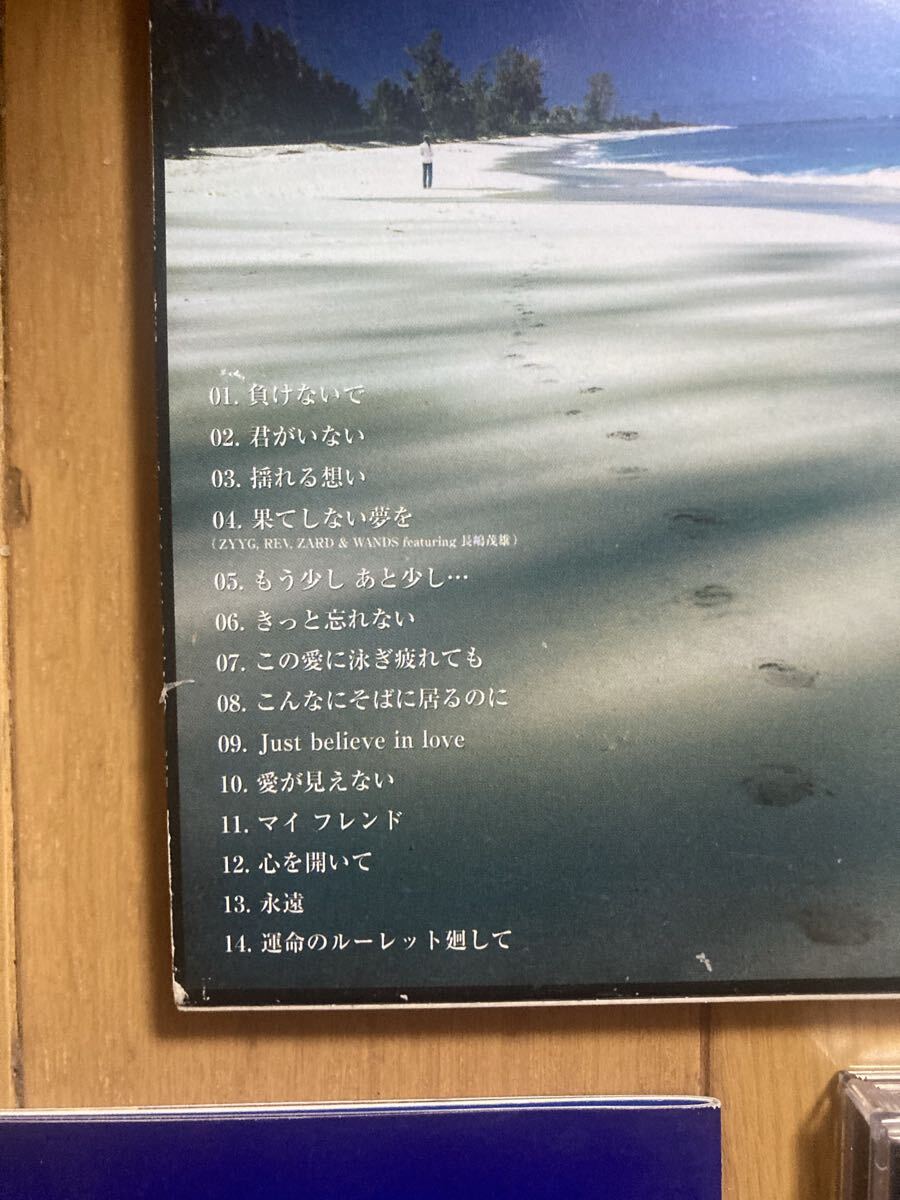 01. 負けないで
02. 君がいない
03. 揺れる想い
04. 果てしない夢を
(ZYYG, REV, ZARD & WANDS featuring 長嶋茂雄)
05. もう少し あと少し…
06. きっと忘れない
07. この愛に泳ぎ疲れても
08. こんなにそばに居るのに
09. Just believe in love
10. 愛が見えない
11. マイ フレンド
12. 心を開いて
13. 永遠
14. 運命のルーレット廻して